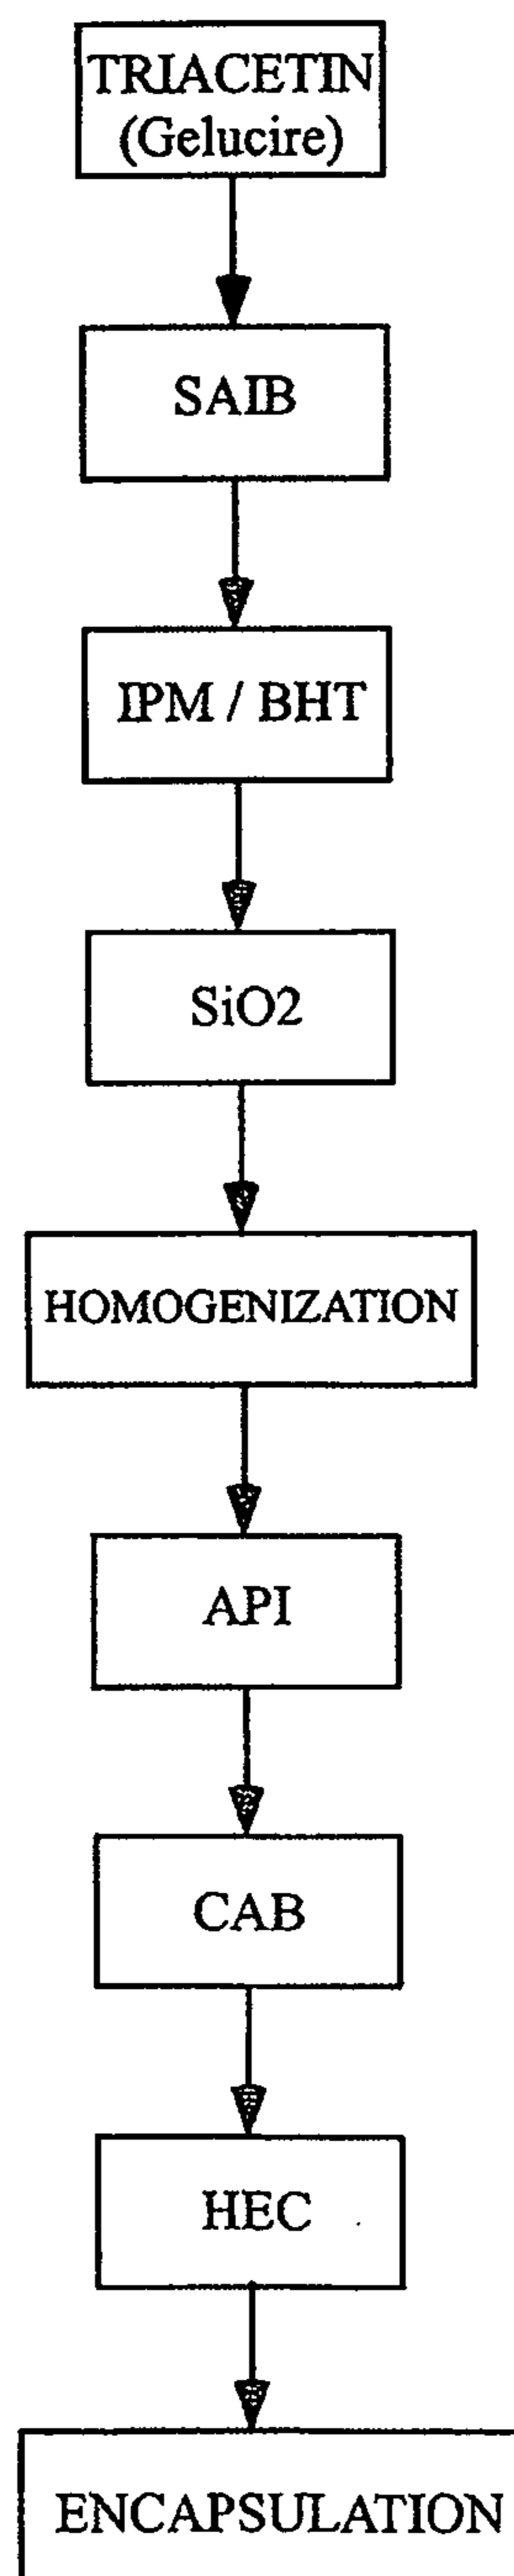 TRIACETIN
(Gelucire)
SAIB
IPM / BHT
SiO2
HOMOGENIZATION
API
CAB
HEC
ENCAPSULATION